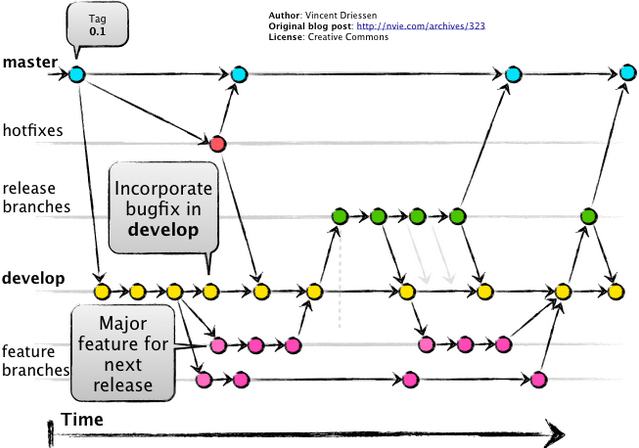 Author: Vincent Driessen
Original blog post: http://nvie.com/archives/323
License: Creative Commons
Tag
0.1
master
hotfixes
release
branches
Incorporate
bugfix in
develop
develop
Major
feature for
next
release
feature
branches
Time